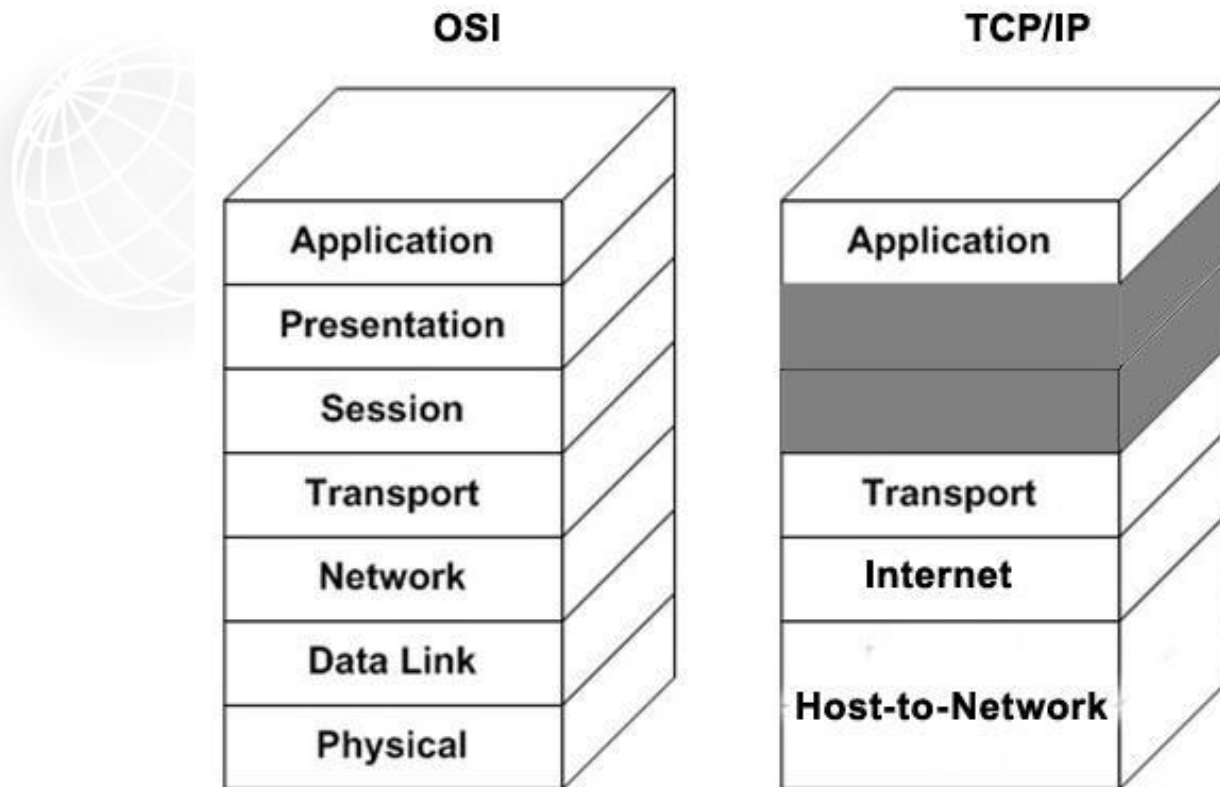 OSI
Application
Presentation
Session
Transport
Network
Data Link
Physical
TCP/IP
Application
Transport
Internet
Host-to-Network